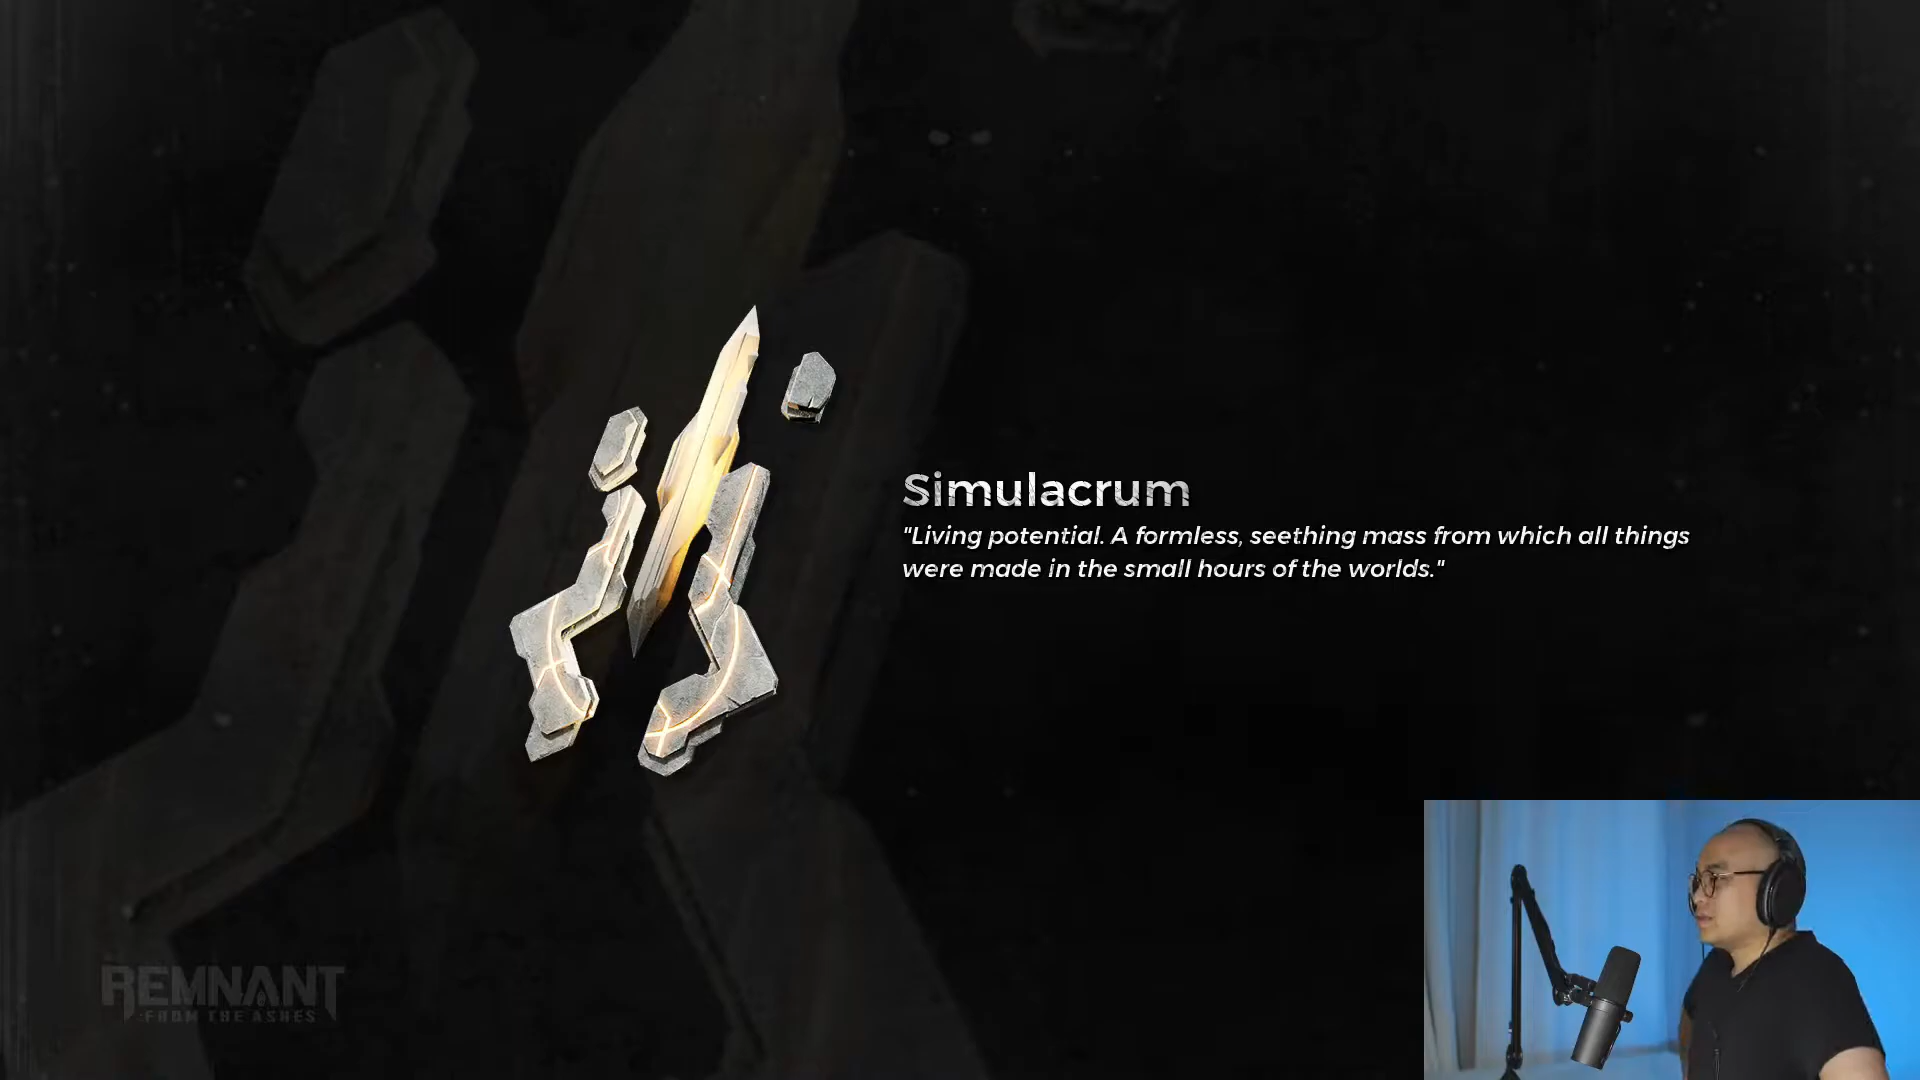 Simulacrum
"Living potential. A formless, seething mass from which all things
were made in the small hours of the worlds."
REMNANT
FROM THE ASHES